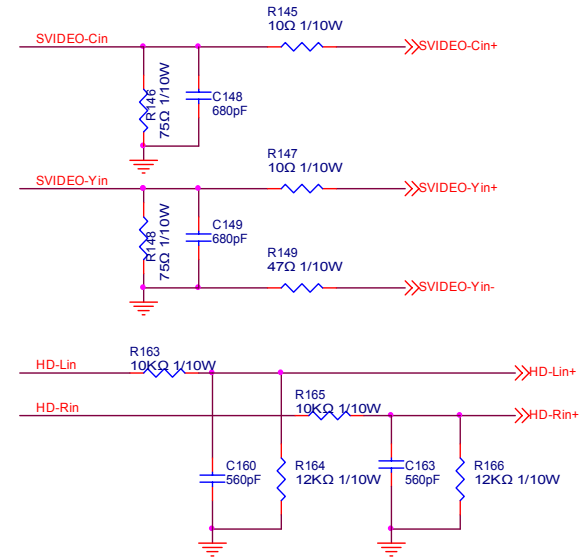 R145
10Ω 1/10W
SVIDEO-Cin
SVIDEO-Cin+
R146
75Ω 1/10W
C148
680pF
R147
10Ω 1/10W
SVIDEO-Yin
SVIDEO-Yin+
R148
75Ω 1/10W
C149
680pF
R149
47Ω 1/10W
SVIDEO-Yin-
R163
10KΩ 1/10W
HD-Lin
HD-Lin+
R165
10KΩ 1/10W
HD-Rin
HD-Rin+
C160
560pF
R164
12KΩ 1/10W
C163
560pF
R166
12KΩ 1/10W